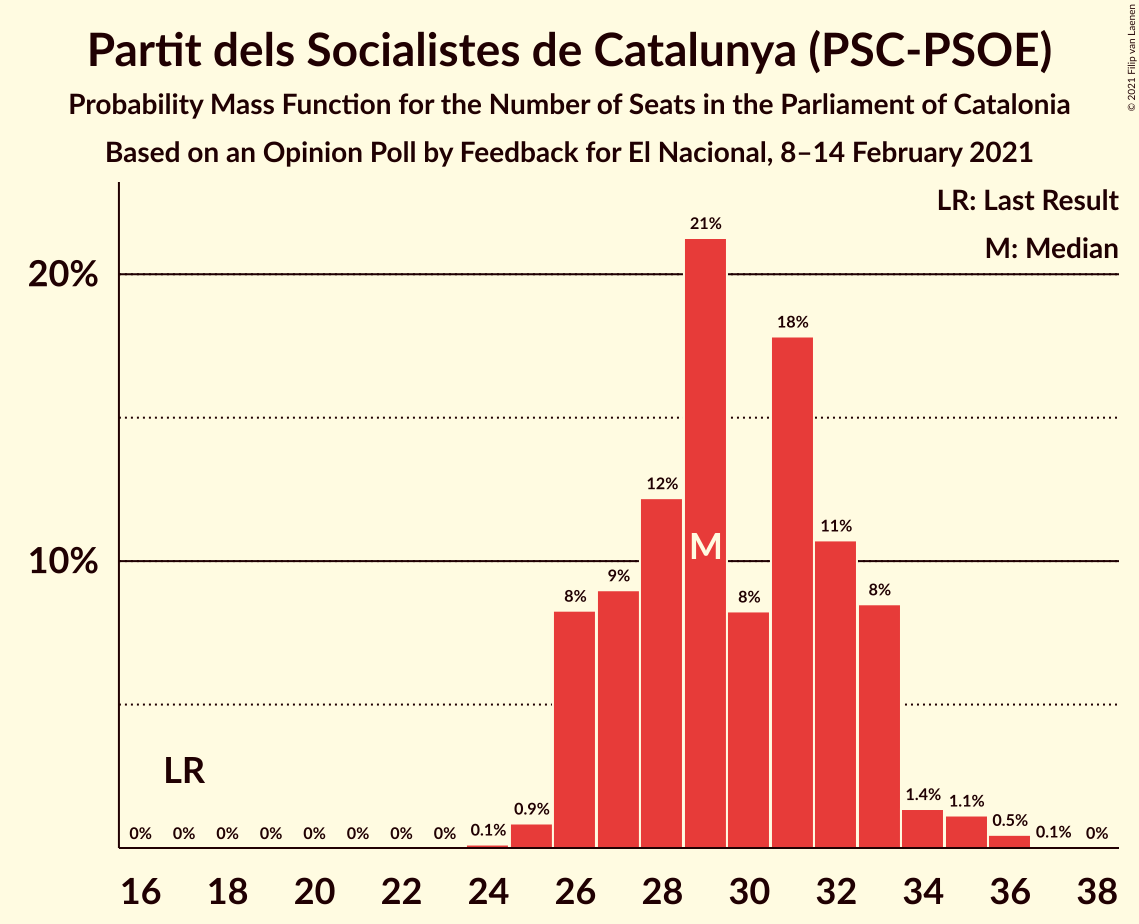 Partit dels Socialistes de Catalunya (PSC-PSOE)
Probability Mass Function for the Number of Seats in the Parliament of Catalonia
Based on an Opinion Poll by Feedback for El Nacional, 8–14 February 2021
© 2021 Filip van Laenen
LR: Last Result
M: Median
21%
20%
18%
12%
11%
M
10%
9%
8%
8%
8%
LR
0%
0%
0%
0%
0%
0%
0%
0%
0.1%
0.9%
1.4%
1.1%
0.5%
0.1%
0%
16 18 20 22 24 26 28 30 32 34 36 38